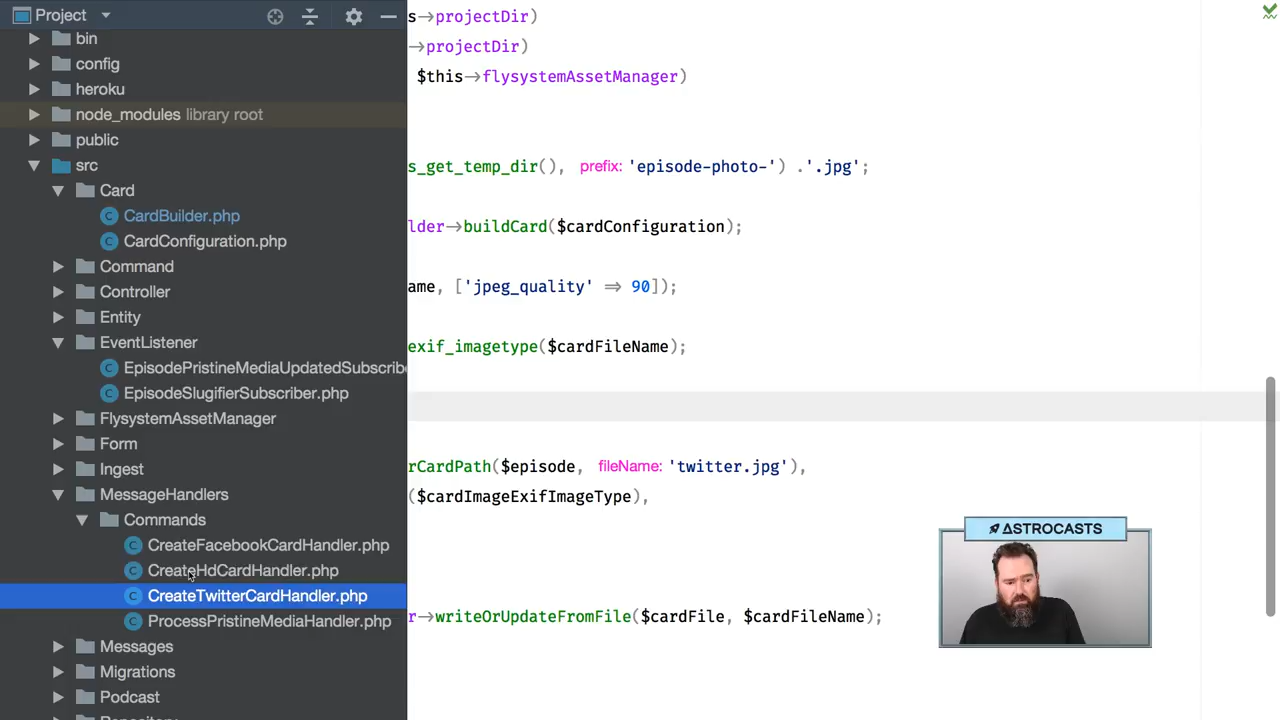 Project
bin
config
heroku
node_modules library root
public
src
Card
CardBuilder.php
CardConfiguration.php
Command
Controller
Entity
EventListener
EpisodePristineMediaUpdatedSubscribe
EpisodeSlugifierSubscriber.php
FlysystemAssetManager
Form
Ingest
MessageHandlers
Commands
CreateFacebookCardHandler.php
CreateHdCardHandler.php
CreateTwitterCardHandler.php
ProcessPristineMediaHandler.php
Messages
Migrations
Podcast
s->projectDir)
->projectDir)
$this->flysystemAssetManager)
s_get_temp_dir(), prefix: 'episode-photo-') .'.jpg';
lder->buildCard($cardConfiguration);
ame, ['jpeg_quality' => 90]);
exif_imagetype($cardFileName);
rCardPath($episode, fileName: 'twitter.jpg'),
($cardImageExifImageType),
r->writeOrUpdateFromFile($cardFile, $cardFileName);
ASTROCASTS